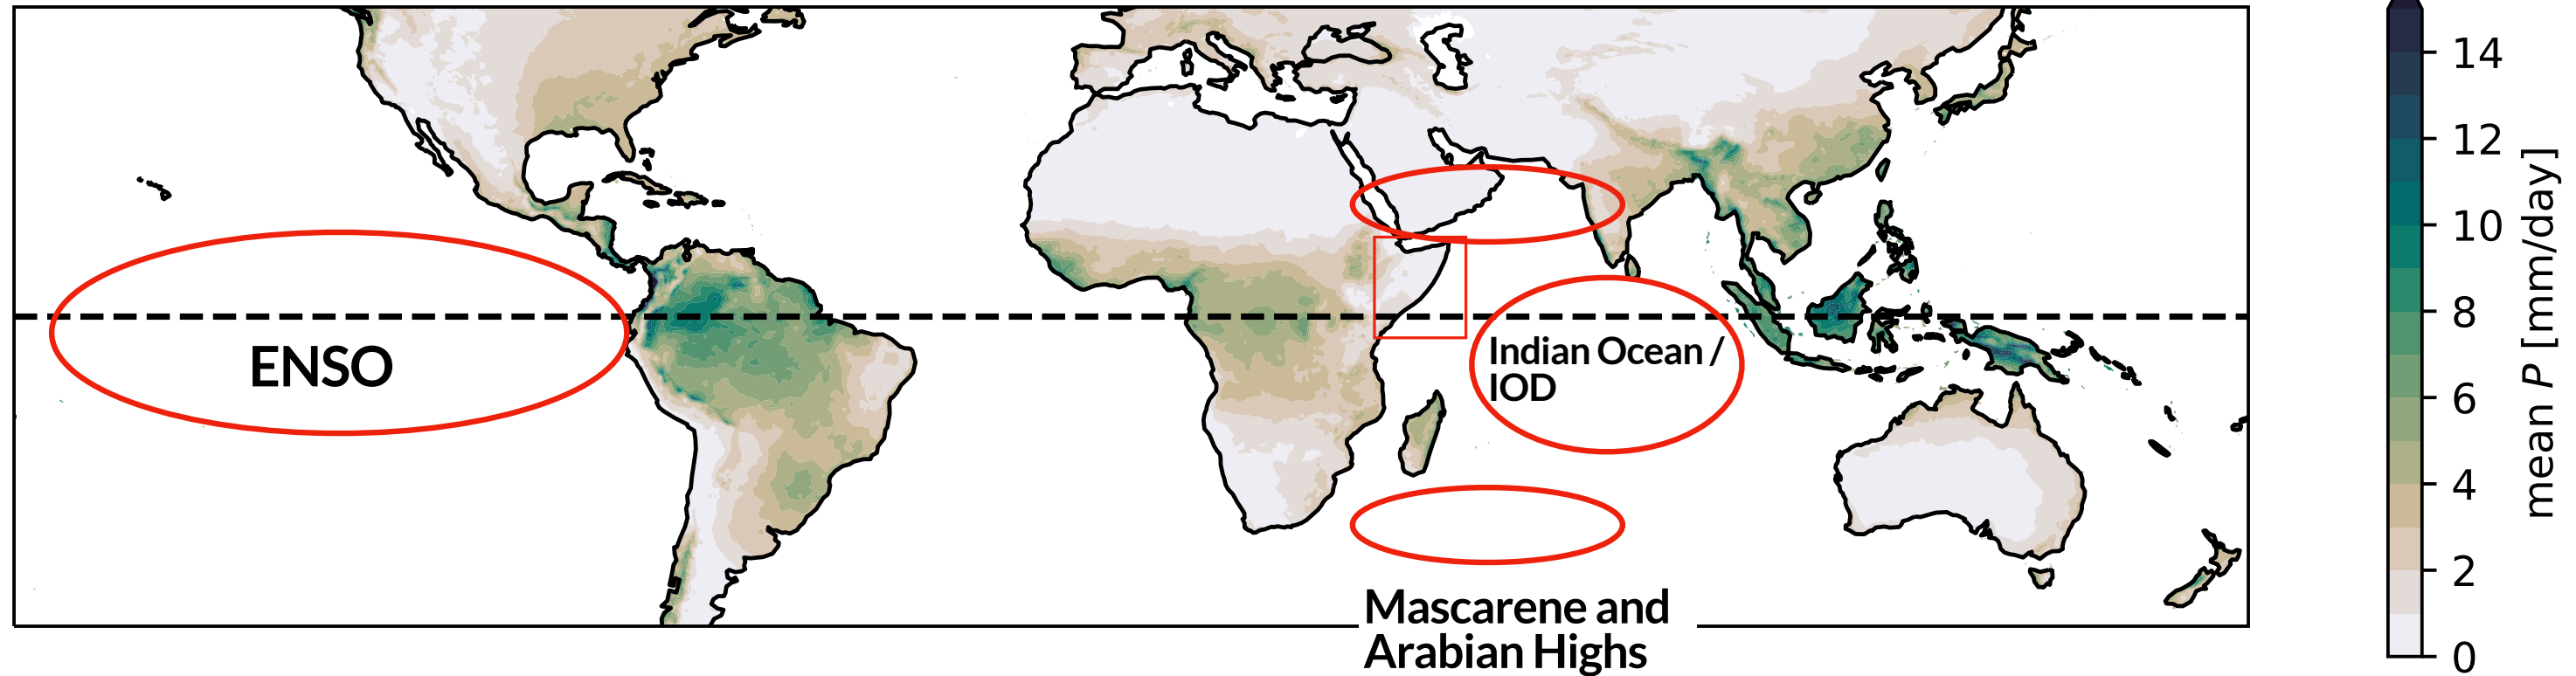 ENSO
Indian Ocean /
IOD
Mascarene and
Arabian Highs
14
12
10
8
6
4
2
0
mean P [mm/day]